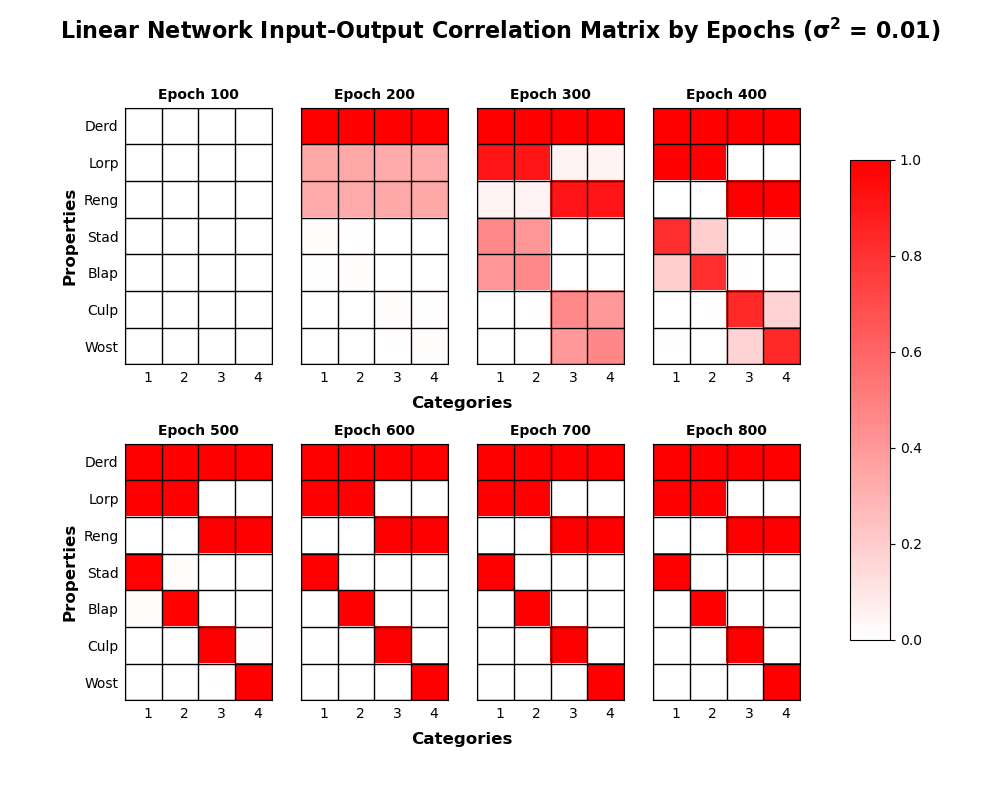 Linear Network Input-Output Correlation Matrix by Epochs (σ² = 0.01)
Epoch 100 Epoch 200 Epoch 300 Epoch 400
Properties
Derd
Lorp
Reng
Stad
Blap
Culp
Wost
1 2 3 4 1 2 3 4 1 2 3 4 1 2 3 4
Categories
Epoch 500 Epoch 600 Epoch 700 Epoch 800
Properties
Derd
Lorp
Reng
Stad
Blap
Culp
Wost
1 2 3 4 1 2 3 4 1 2 3 4 1 2 3 4
Categories
1.0
0.8
0.6
0.4
0.2
0.0